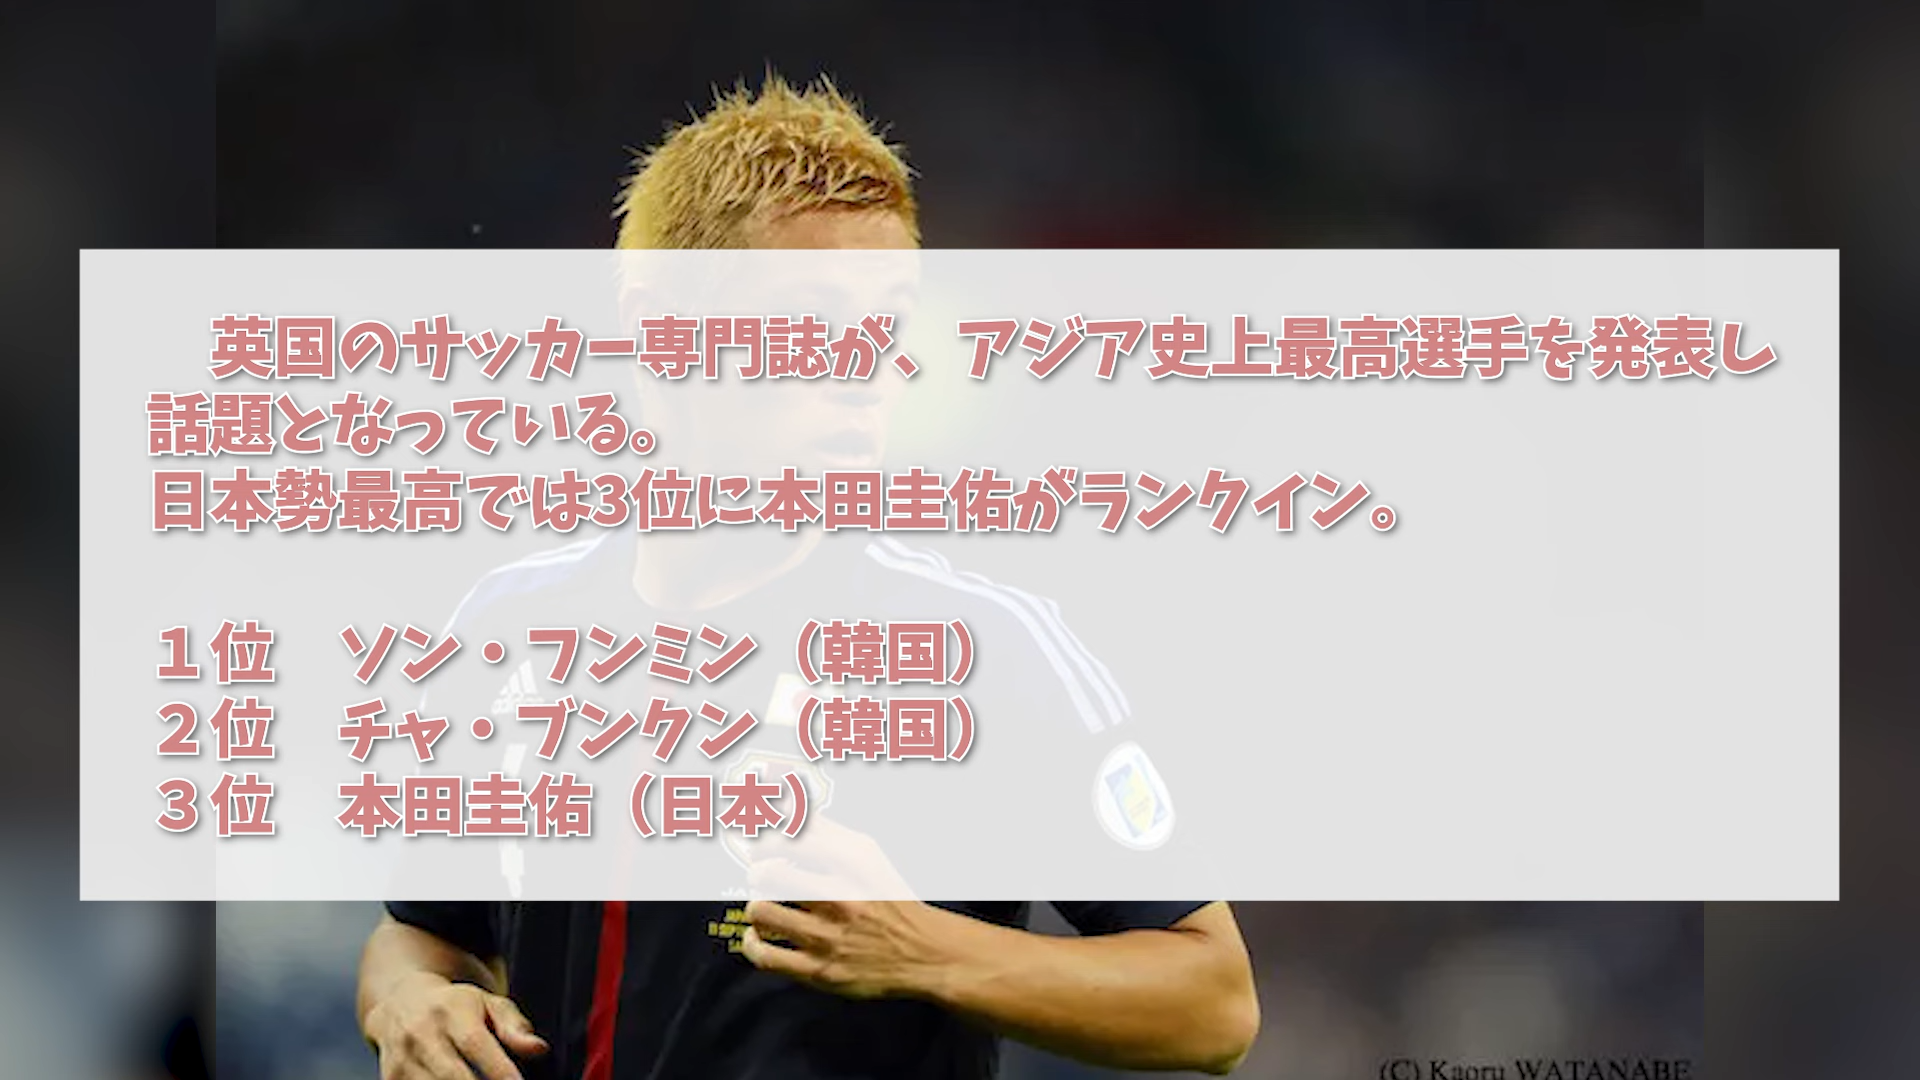 英国のサッカー専門誌が、アジア史上最高選手を発表し
話題となっている。
日本勢最高では3位に本田圭佑がランクイン。
１位　ソン・フンミン（韓国）
２位　チャ・ブンクン（韓国）
３位　本田圭佑（日本）
(C) Kaoru WATANABE